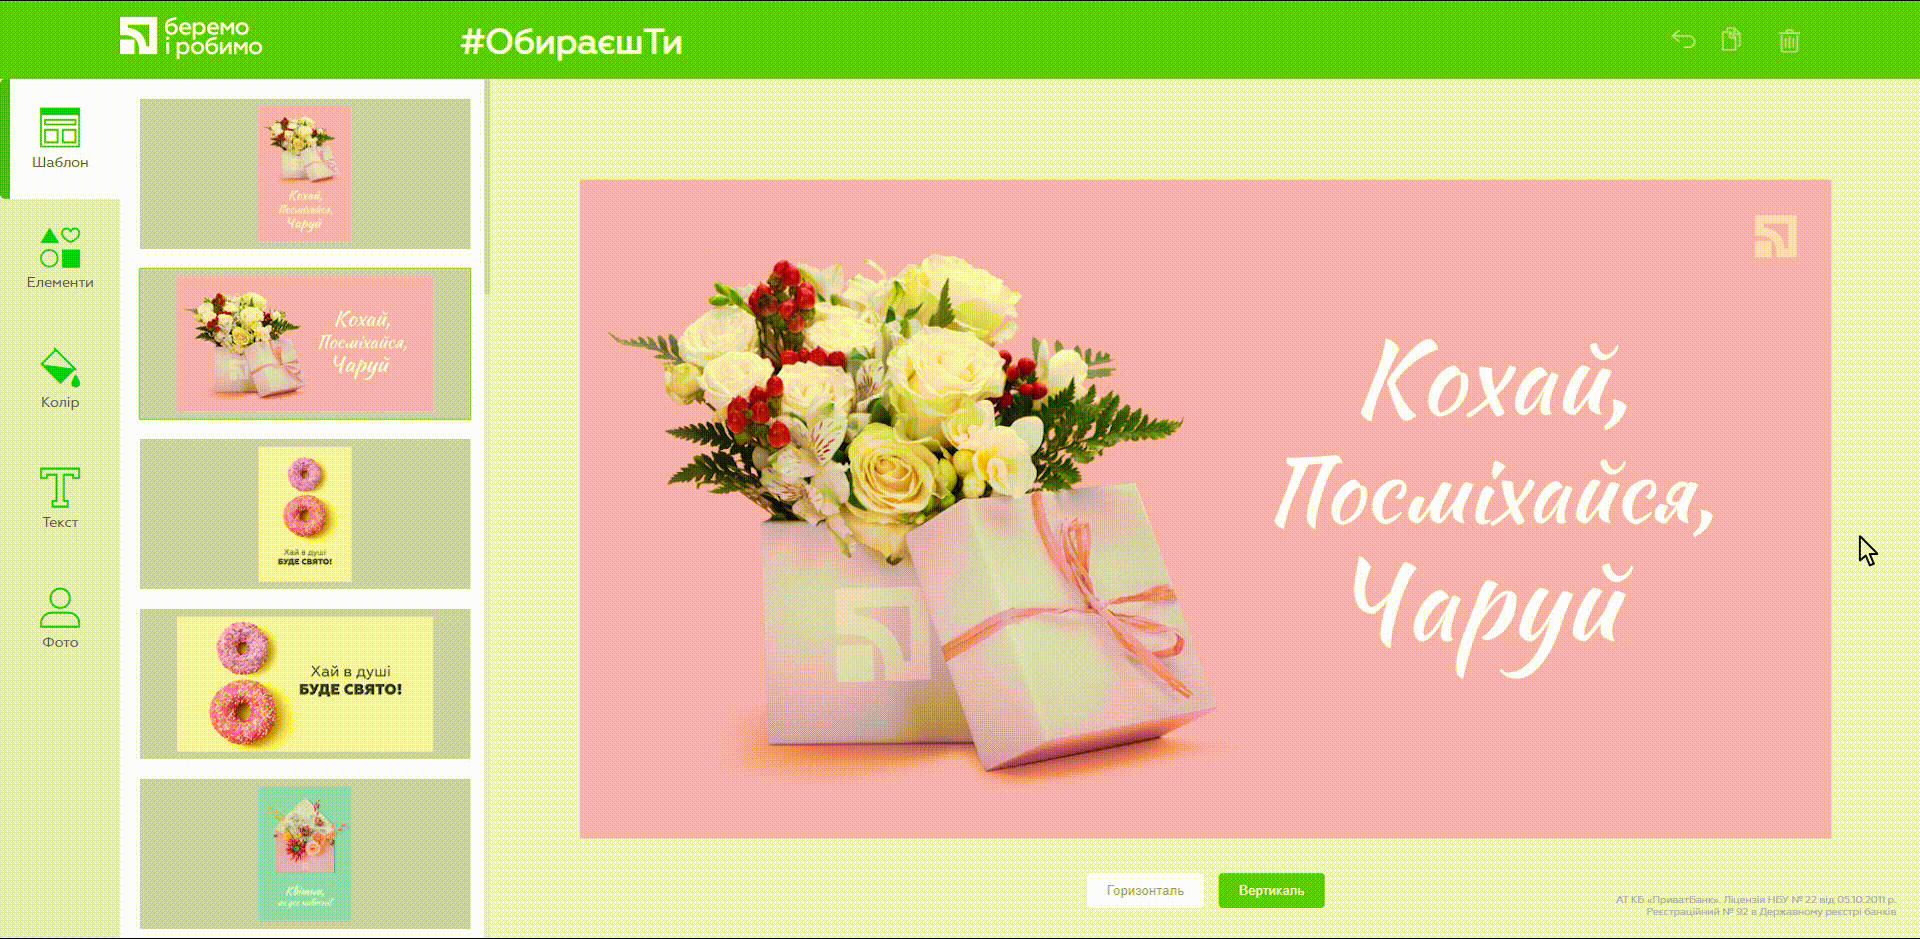 беремо
і робимо
#ОбираєшТи
Шаблон
Елементи
Колір
Текст
Фото
Кохай,
Посміхайся,
Чаруй
Кохай,
Посміхайся,
Чаруй
Хай в душі
БУДЕ СВЯТО!
Хай в душі
БУДЕ СВЯТО!
Квітни,
Кохай,
Посміхайся,
Чаруй
Горизонталь
Вертикаль
АТ КБ «ПриватБанк». Ліцензія НБУ № 22 від 05.10.2011 р.
Реєстраційний № 92 в Державному реєстрі банків